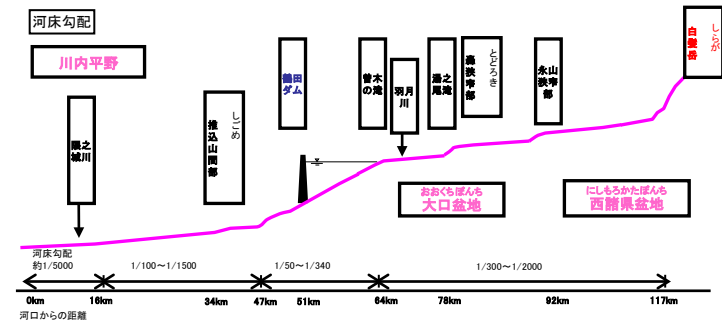 河床勾配
川内平野
隈之城川
推込山間部
しごめ
鶴田ダム
曽木の滝
羽月川
湯之尾滝
轟狭窄部
とどろき
永山狭窄部
白髪岳
しらが
おおくちぼんち
大口盆地
にしもろかたぼんち
西諸県盆地
河床勾配
約1/5000
1/100～1/1500
1/50～1/340
1/300～1/2000
0km
16km
34km
47km
51km
64km
78km
92km
117km
河口からの距離